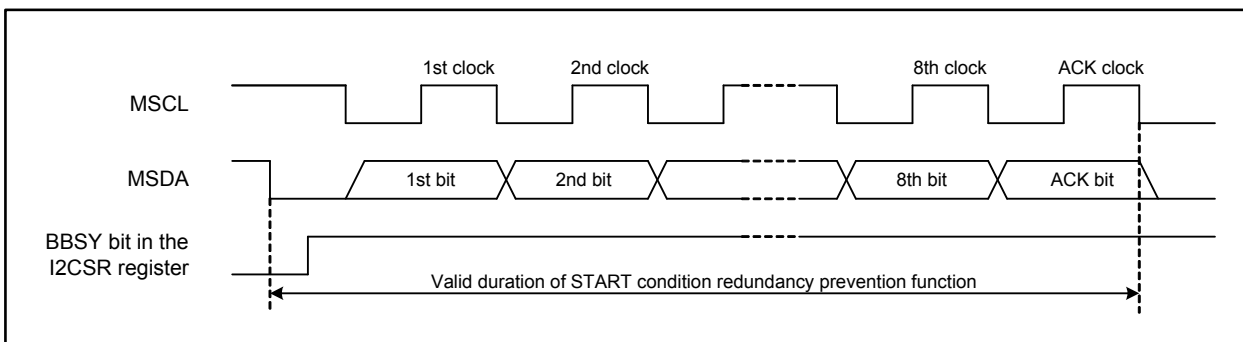 1st clock
2nd clock
8th clock
ACK clock
MSCL
MSDA
1st bit
2nd bit
8th bit
ACK bit
BBSY bit in the
I2CSR register
Valid duration of START condition redundancy prevention function